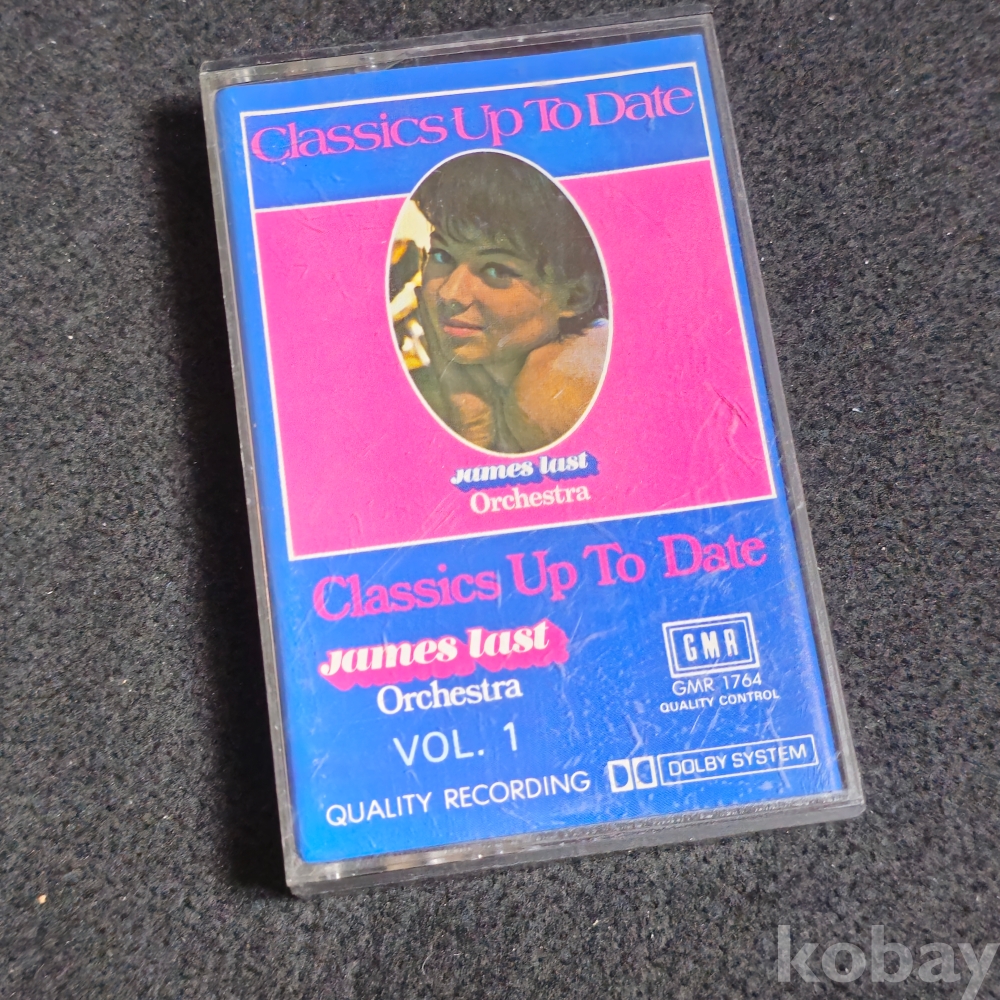 Classics Up To Date
James Last
Orchestra
Classics Up To Date
James Last
Orchestra
VOL. 1
GMR
GMR 1764
QUALITY CONTROL
QUALITY RECORDING
DOLBY SYSTEM
kobay